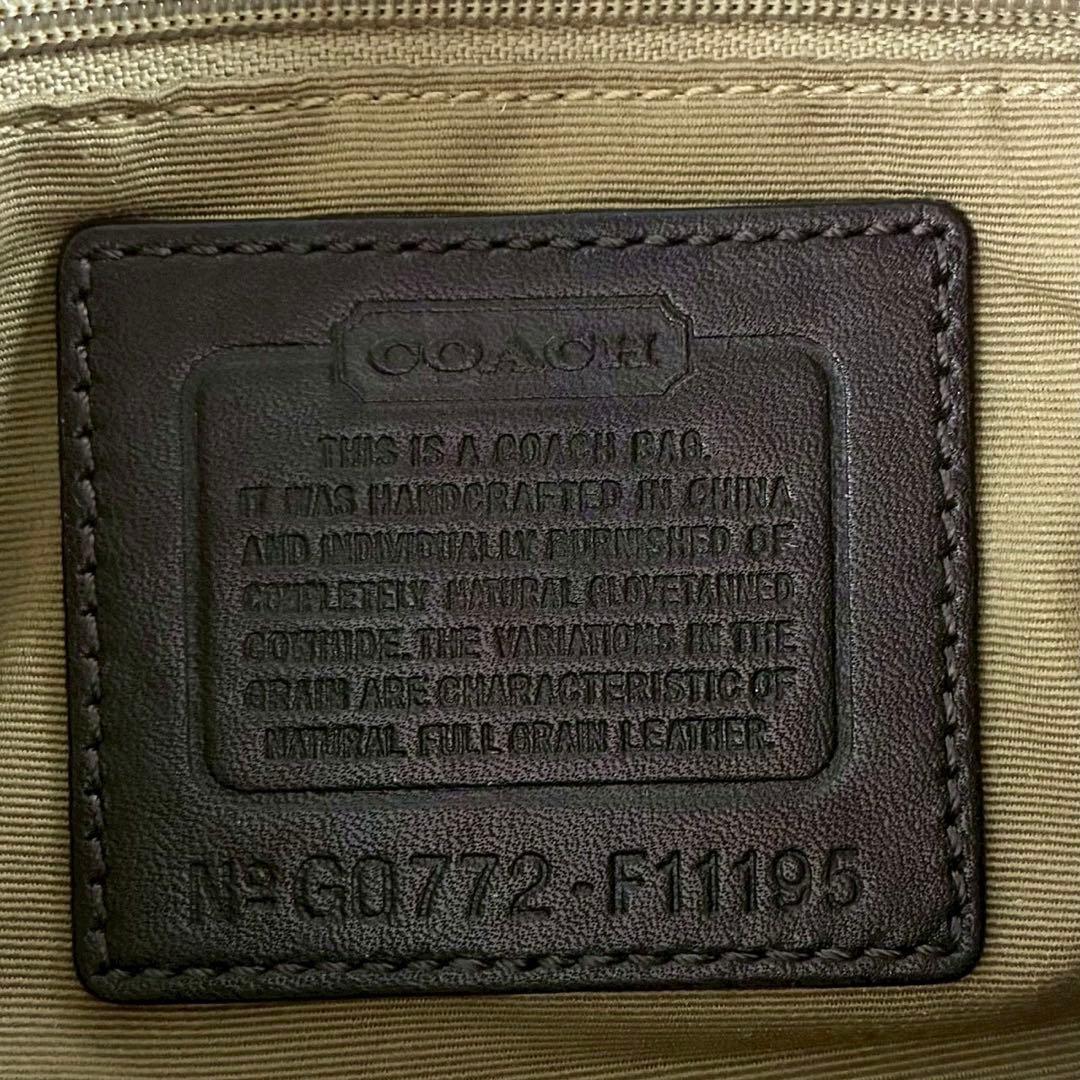 COACH
THIS IS A COACH BAG.
IT WAS HANDCRAFTED IN CHINA
AND INDIVIDUALLY BURNISHED OF
COMPLETELY NATURAL GLOVETANNED
COWHIDE. THE VARIATIONS IN THE
GRAIN ARE CHARACTERISTIC OF
NATURAL FULL GRAIN LEATHER.
Nº G0772-F11195